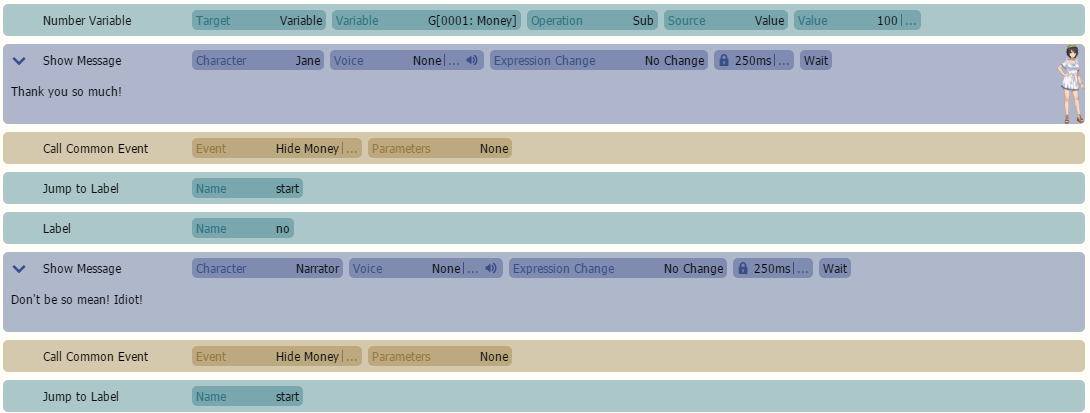 Number Variable Target Variable Variable G[0001: Money] Operation Sub Source Value Value 100 | ...
Show Message Character Jane Voice None | ... Expression Change No Change 250ms | ... Wait
Thank you so much!
Call Common Event Event Hide Money | ... Parameters None
Jump to Label Name start
Label Name no
Show Message Character Narrator Voice None | ... Expression Change No Change 250ms | ... Wait
Don't be so mean! Idiot!
Call Common Event Event Hide Money | ... Parameters None
Jump to Label Name start